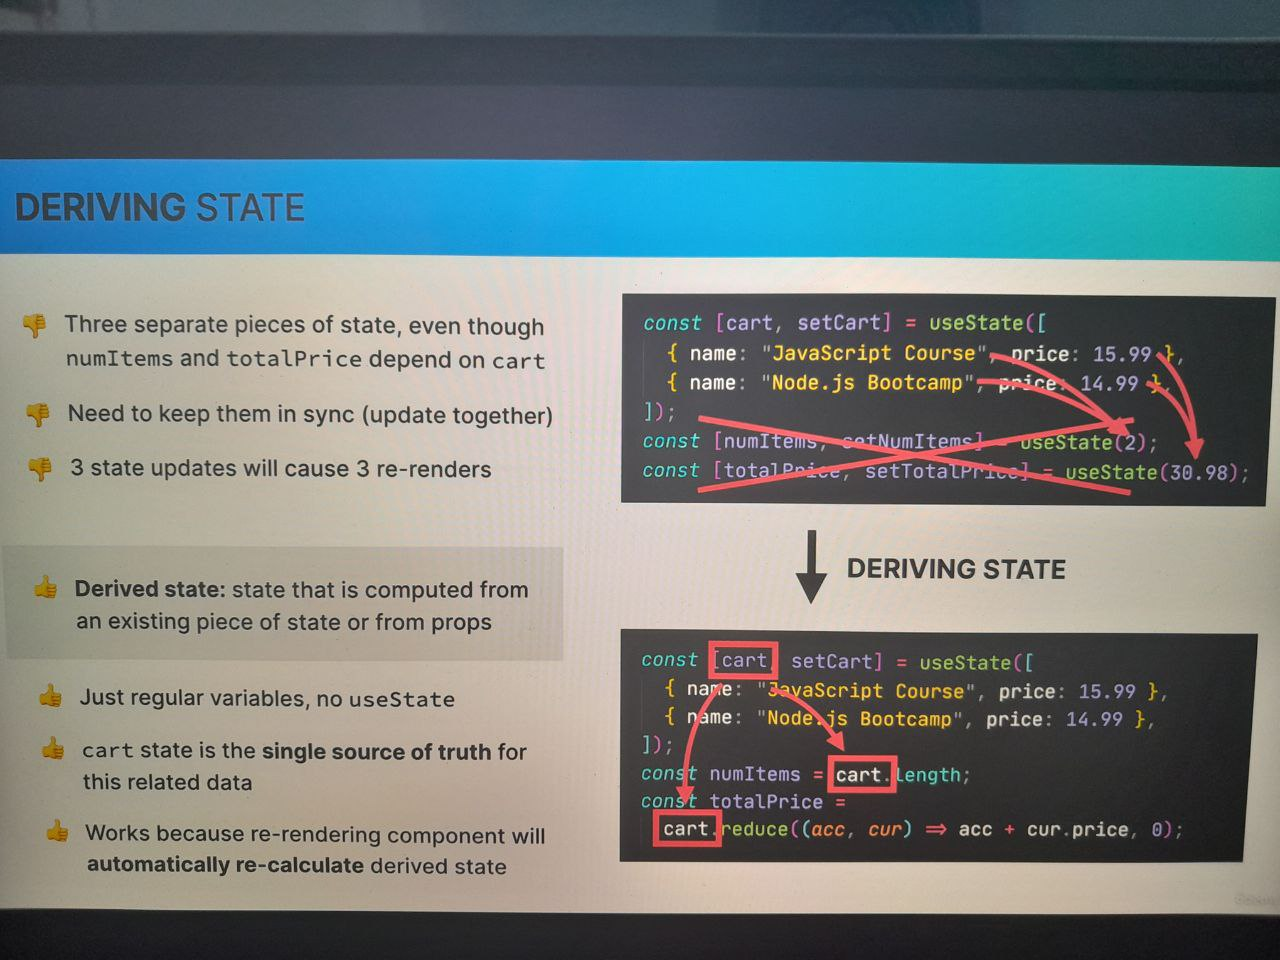 DERIVING STATE
👎 Three separate pieces of state, even though
numItems and totalPrice depend on cart
👎 Need to keep them in sync (update together)
👎 3 state updates will cause 3 re-renders
👍 Derived state: state that is computed from
an existing piece of state or from props
👍 Just regular variables, no useState
👍 cart state is the single source of truth for
this related data
👍 Works because re-rendering component will
automatically re-calculate derived state
const [cart, setCart] = useState([
{ name: "JavaScript Course", price: 15.99 },
{ name: "Node.js Bootcamp", price: 14.99 },
]);
const [numItems, setNumItems] = useState(2);
const [totalPrice, setTotalPrice] = useState(30.98);
DERIVING STATE
const [cart, setCart] = useState([
{ name: "JavaScript Course", price: 15.99 },
{ name: "Node.js Bootcamp", price: 14.99 },
]);
const numItems = cart.length;
const totalPrice =
cart.reduce((acc, cur) => acc + cur.price, 0);